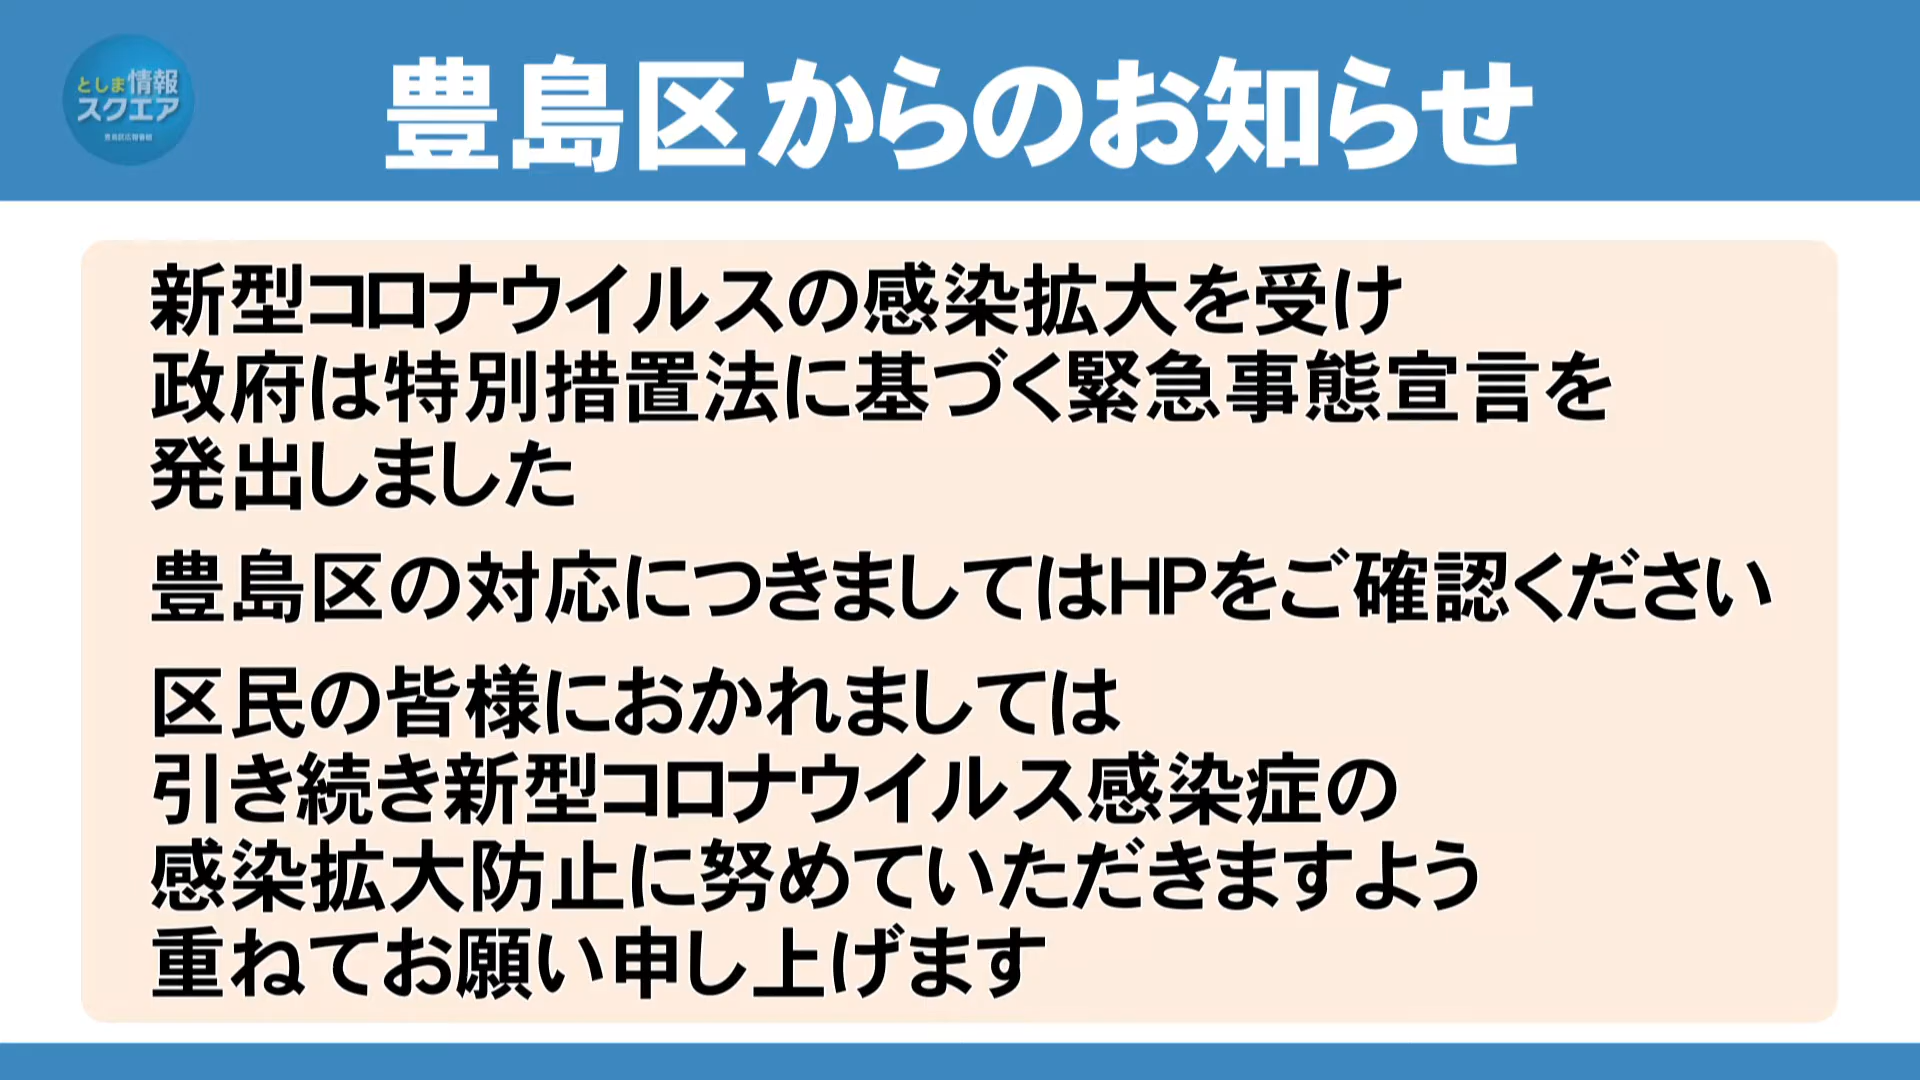 としま情報
スクエア
豊島区広報番組
豊島区からのお知らせ
新型コロナウイルスの感染拡大を受け
政府は特別措置法に基づく緊急事態宣言を
発出しました
豊島区の対応につきましてはHPをご確認ください
区民の皆様におかれましては
引き続き新型コロナウイルス感染症の
感染拡大防止に努めていただきますよう
重ねてお願い申し上げます